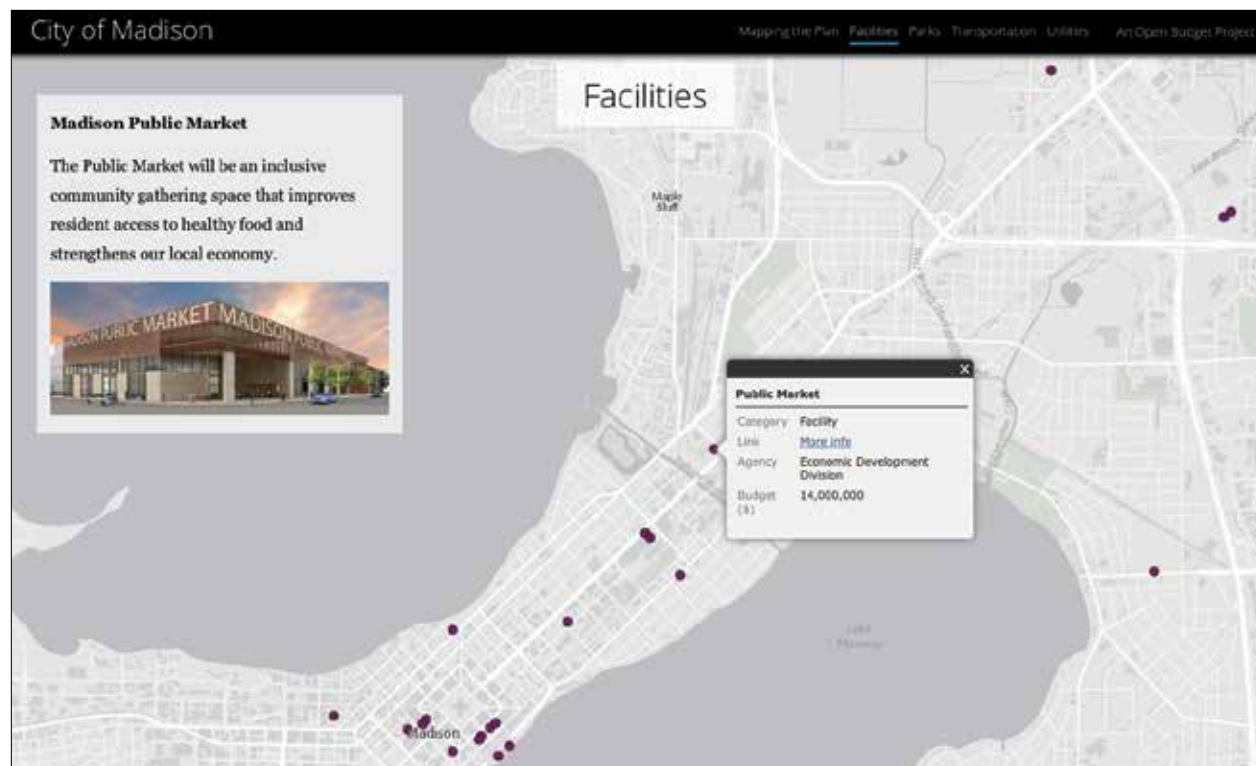 City of Madison
Mapping the Plan Facilities Parks Transportation Utilities An Open Budget Project
Facilities
Madison Public Market
The Public Market will be an inclusive
community gathering space that improves
resident access to healthy food and
strengthens our local economy.
PUBLIC MARKET MADISON PUBLIC
Maple
Bluff
X
Public Market
Category Facility
Link More info
Agency Economic Development
Division
Budget 14,000,000
($)
Lake
Monona
Madison